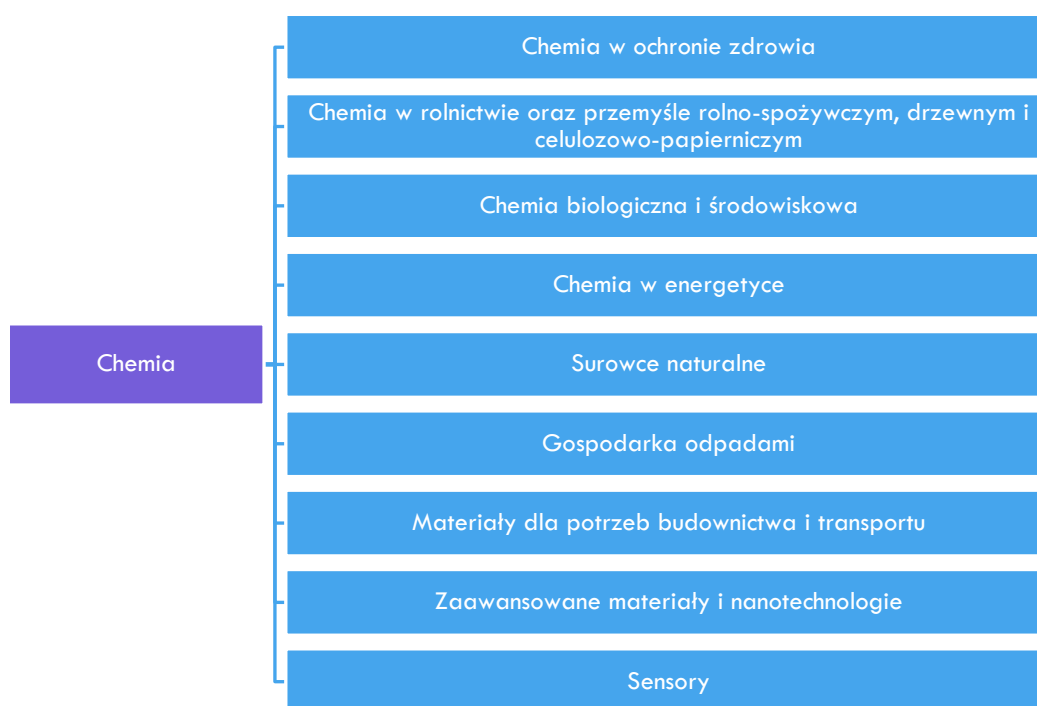 Chemia w ochronie zdrowia
Chemia w rolnictwie oraz przemyśle rolno-spożywczym, drzewnym i
celulozowo-papierniczym
Chemia biologiczna i środowiskowa
Chemia w energetyce
Chemia
Surowce naturalne
Gospodarka odpadami
Materiały dla potrzeb budownictwa i transportu
Zaawansowane materiały i nanotechnologie
Sensory